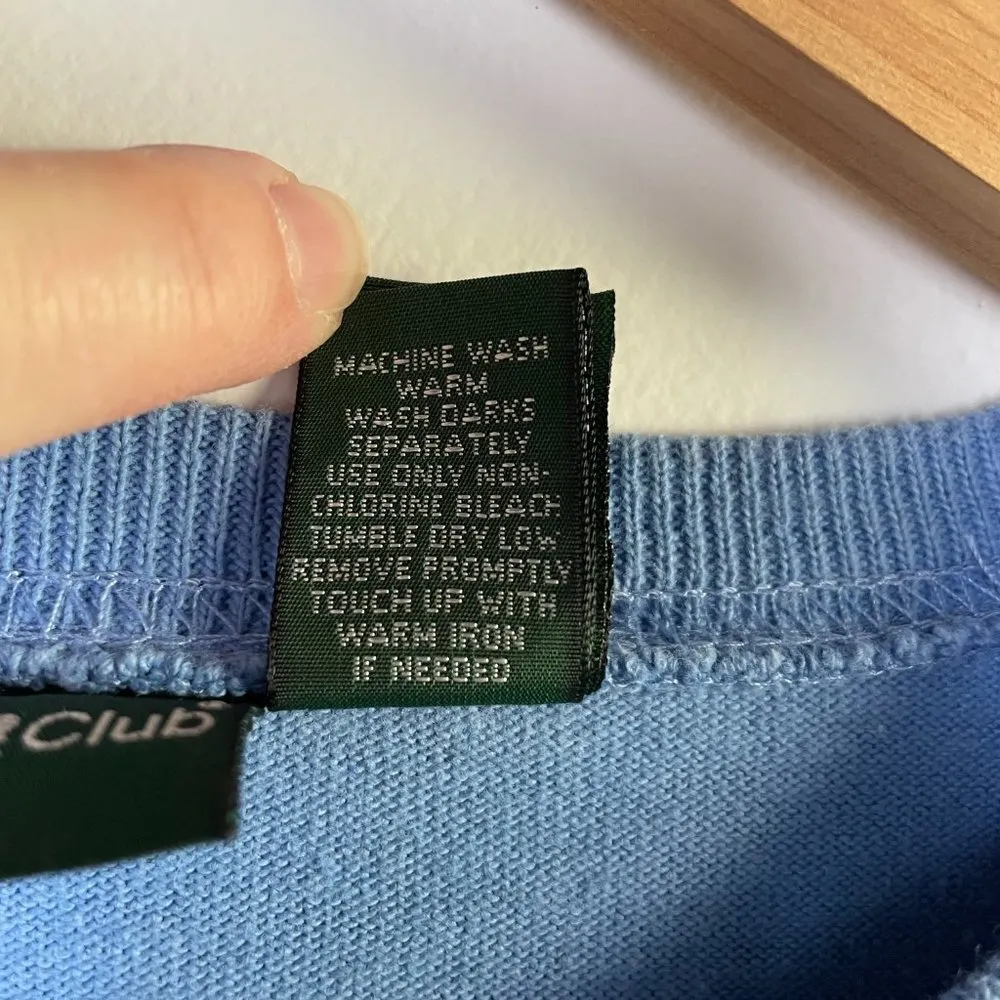 MACHINE WASH
WARM
WASH DARKS
SEPARATELY
USE ONLY NON-
CHLORINE BLEACH
TUMBLE DRY LOW
REMOVE PROMPTLY
TOUCH UP WITH
WARM IRON
IF NEEDED
Club